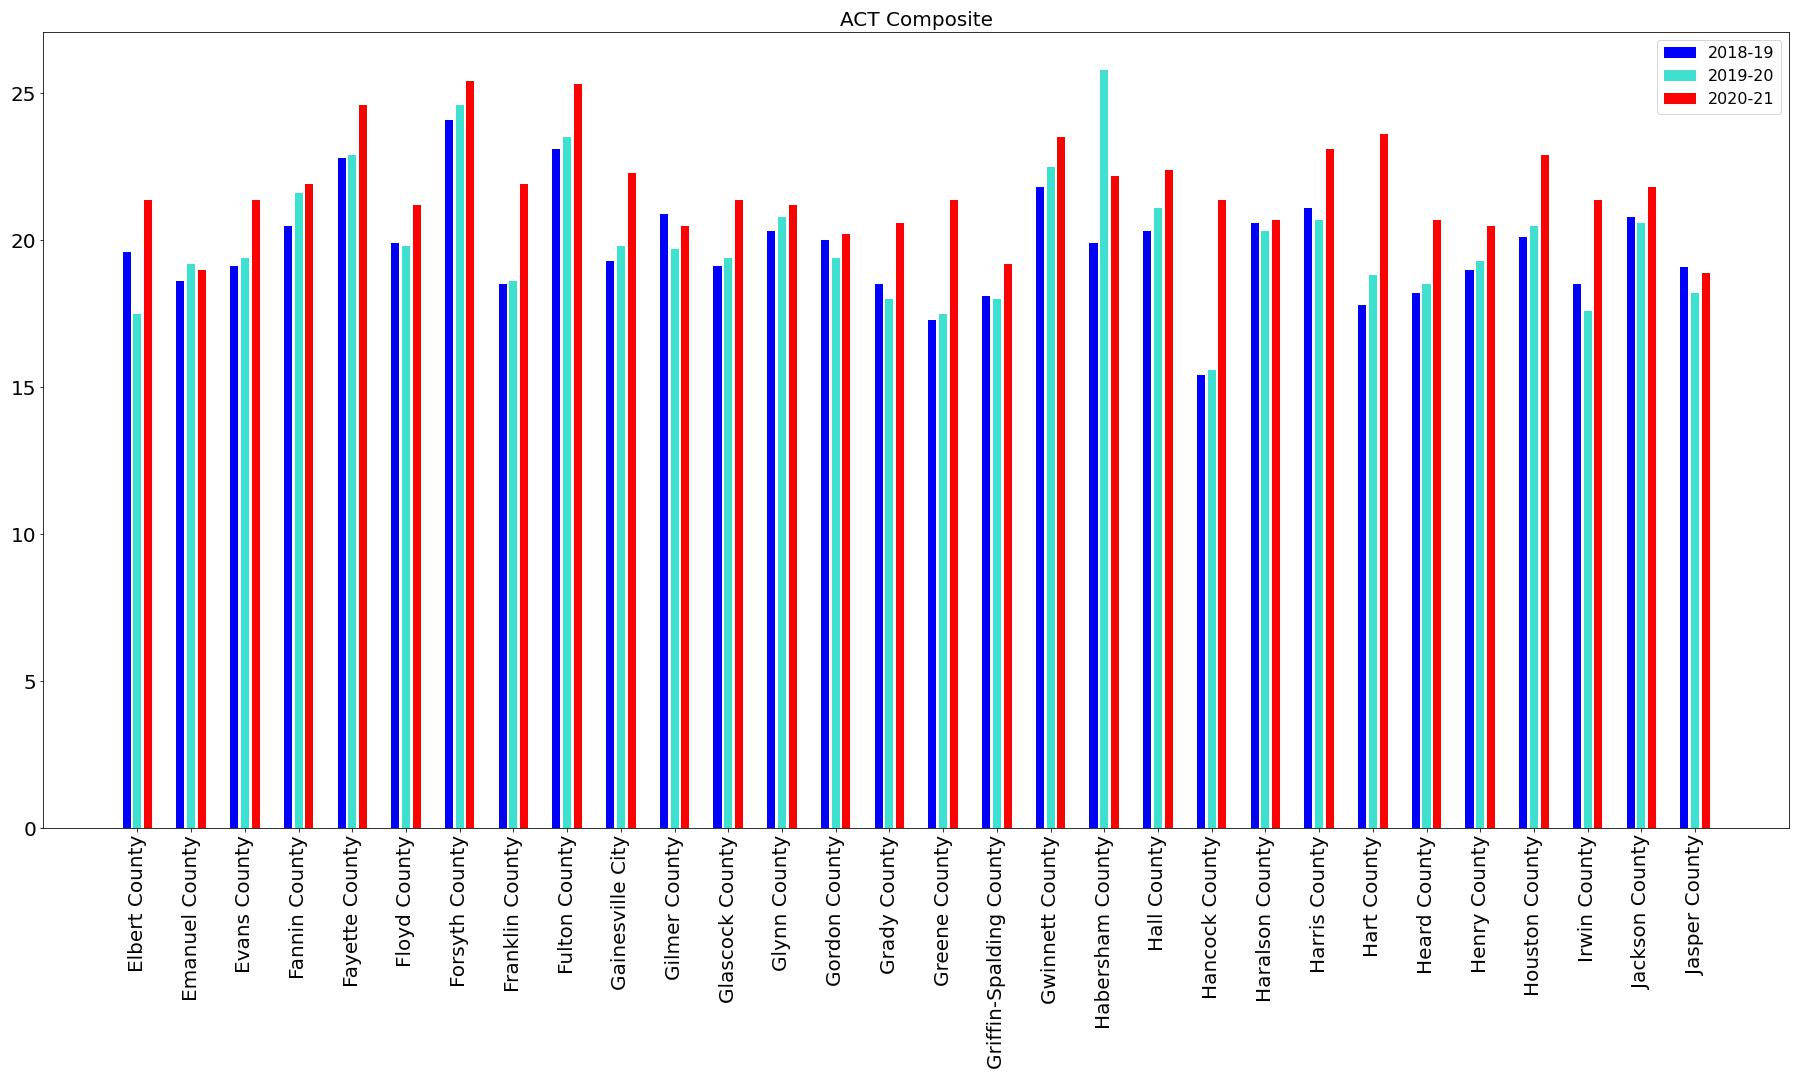 ACT Composite
2018-19
2019-20
2020-21
25
20
15
10
5
0
Elbert County
Emanuel County
Evans County
Fannin County
Fayette County
Floyd County
Forsyth County
Franklin County
Fulton County
Gainesville City
Gilmer County
Glascock County
Glynn County
Gordon County
Grady County
Greene County
Griffin-Spalding County
Gwinnett County
Habersham County
Hall County
Hancock County
Haralson County
Harris County
Hart County
Heard County
Henry County
Houston County
Irwin County
Jackson County
Jasper County